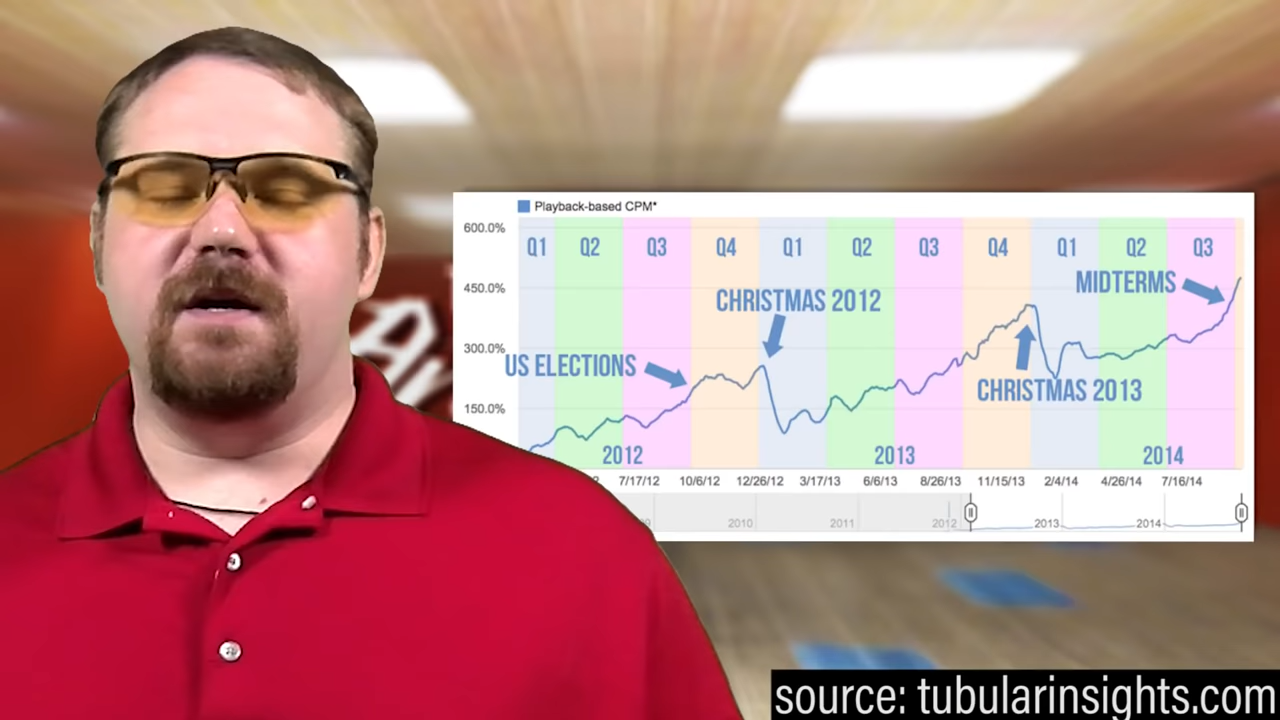 Playback-based CPM*
600.0%
450.0%
300.0%
150.0%
Q1 Q2 Q3 Q4 Q1 Q2 Q3 Q4 Q1 Q2 Q3
MIDTERMS
CHRISTMAS 2012
US ELECTIONS
CHRISTMAS 2013
2012 2013 2014
7/17/12 10/6/12 12/26/12 3/17/13 6/6/13 8/26/13 11/15/13 2/4/14 4/26/14 7/16/14
2010 2011 2012 2013 2014
source: tubularinsights.com